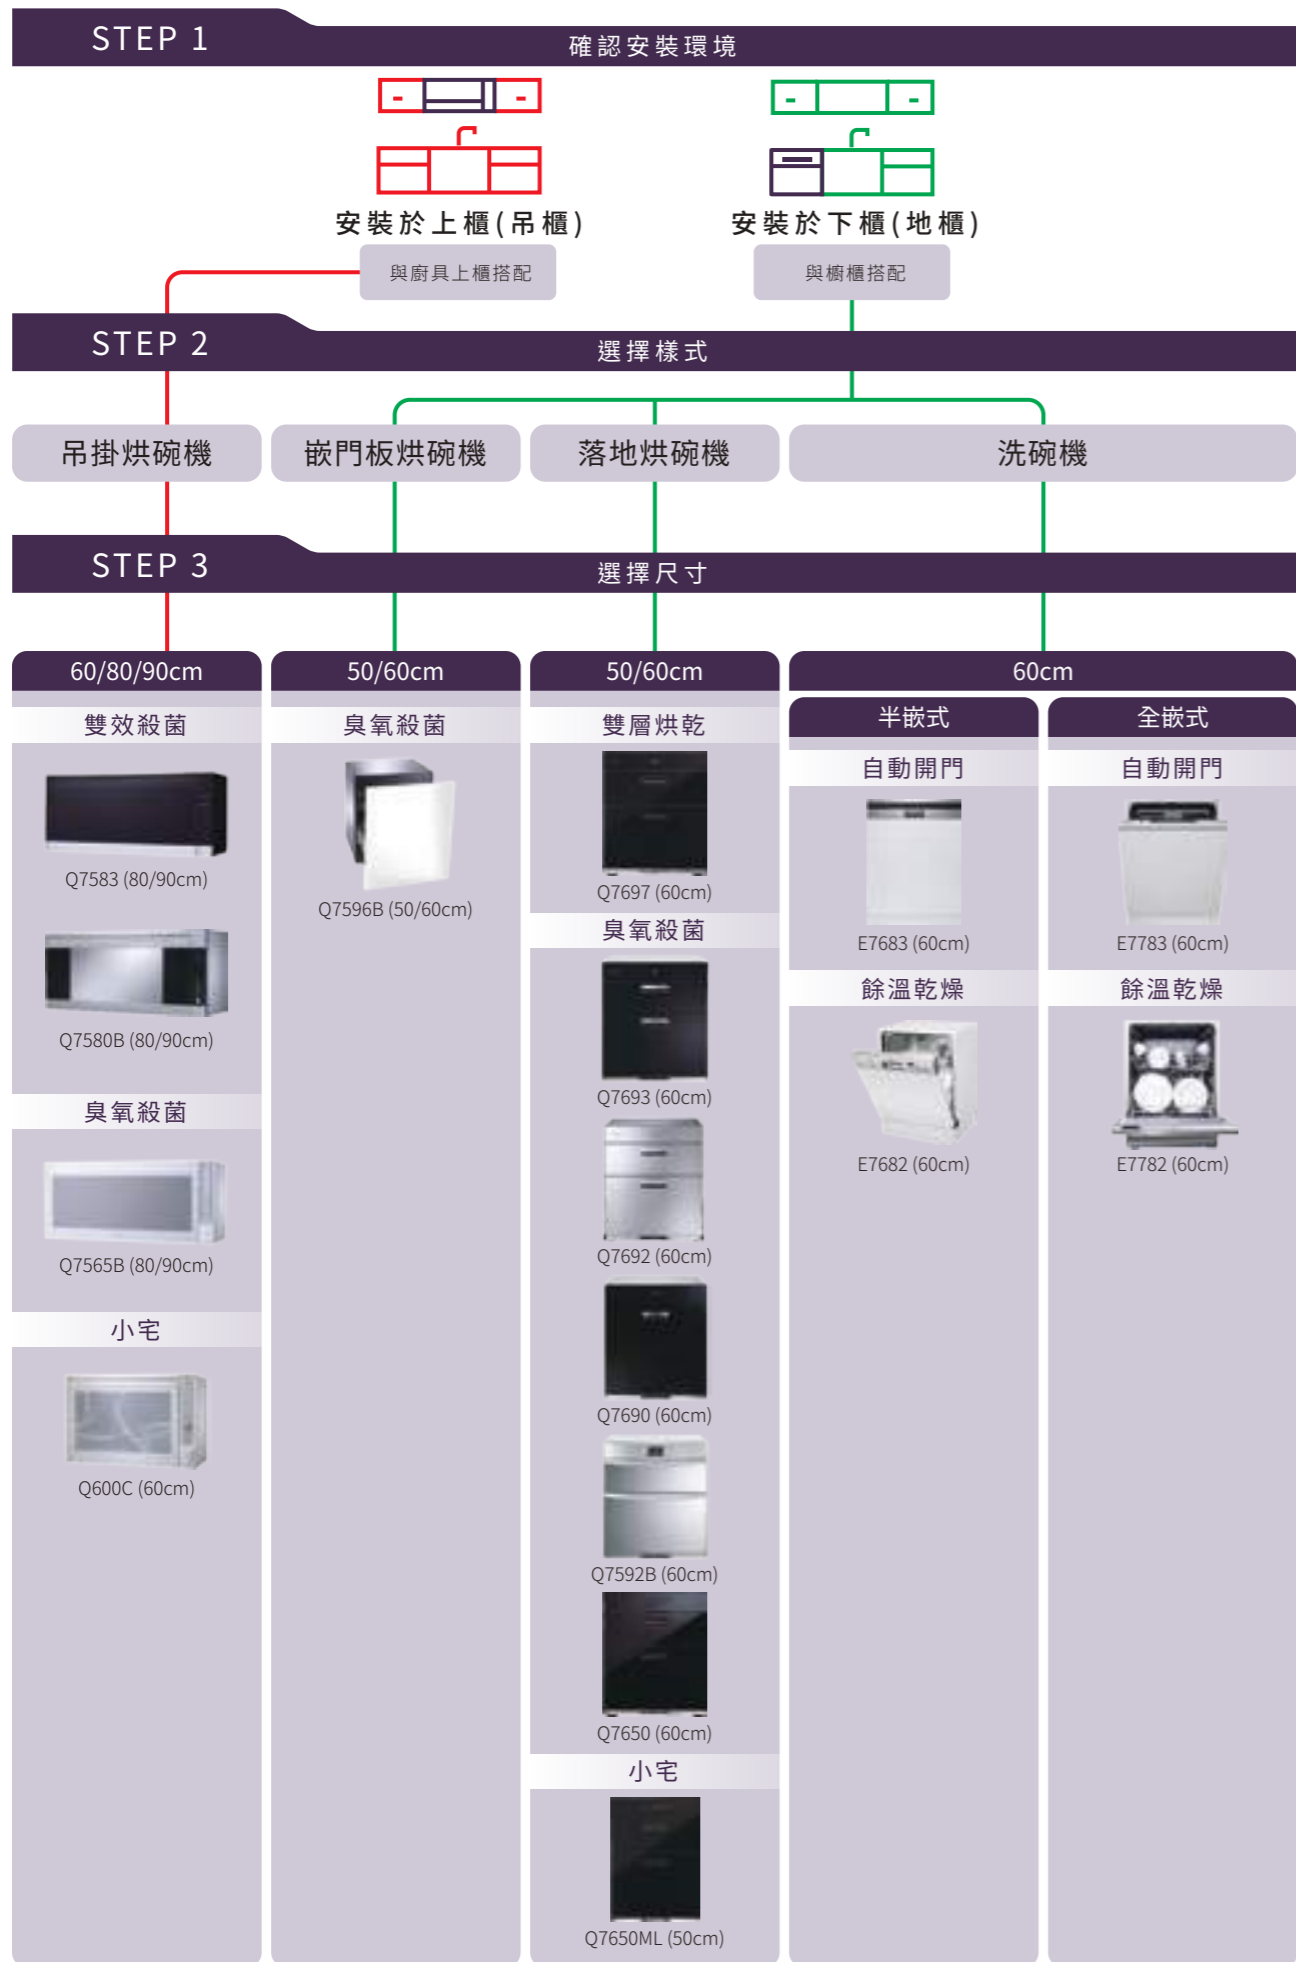 STEP 1
確認安裝環境
安裝於上櫃(吊櫃)
安裝於下櫃(地櫃)
與廚具上櫃搭配
與櫥櫃搭配
STEP 2
選擇樣式
吊掛烘碗機
嵌門板烘碗機
落地烘碗機
洗碗機
STEP 3
選擇尺寸
60/80/90cm
雙效殺菌
Q7583 (80/90cm)
Q7580B (80/90cm)
臭氧殺菌
Q7565B (80/90cm)
小宅
Q600C (60cm)
50/60cm
臭氧殺菌
Q7596B (50/60cm)
50/60cm
雙層烘乾
Q7697 (60cm)
臭氧殺菌
Q7693 (60cm)
Q7692 (60cm)
Q7690 (60cm)
Q7592B (60cm)
Q7650 (60cm)
小宅
Q7650ML (50cm)
60cm
半嵌式
自動開門
E7683 (60cm)
餘溫乾燥
E7682 (60cm)
全嵌式
自動開門
E7783 (60cm)
餘溫乾燥
E7782 (60cm)